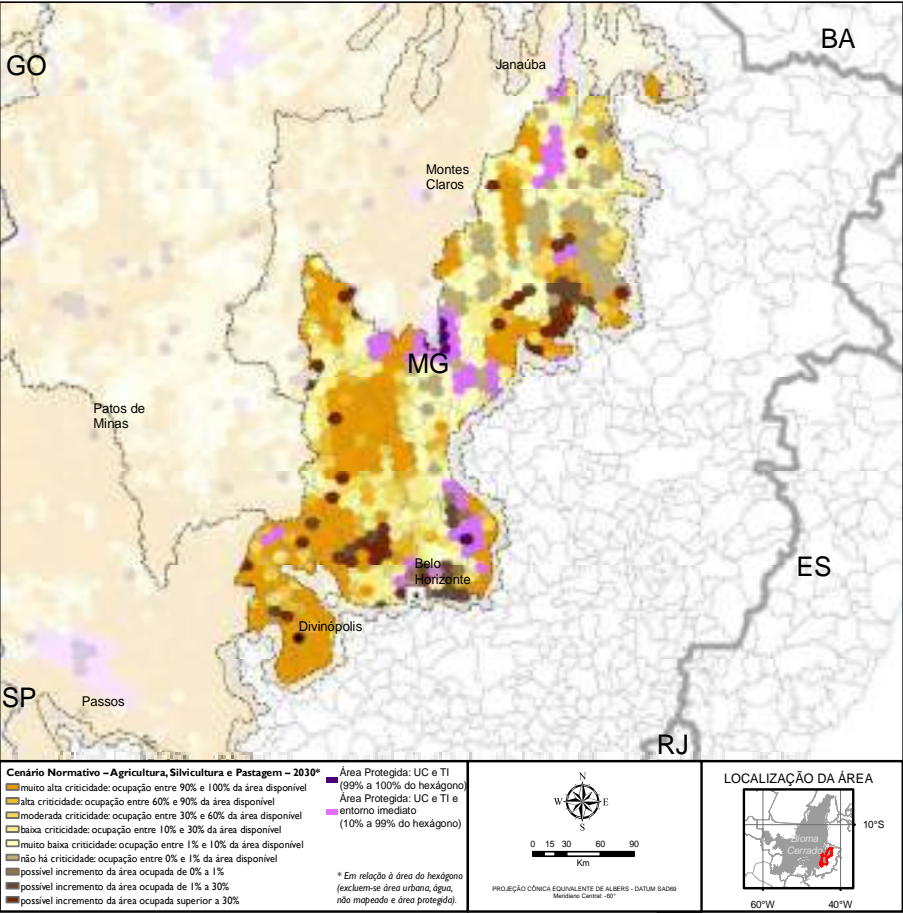 BA
GO
Janaúba
Montes
Claros
MG
Patos de
Minas
Belo
Horizonte
ES
Divinópolis
SP
Passos
RJ
Cenário Normativo – Agricultura, Silvicultura e Pastagem – 2030*
muito alta criticidade: ocupação entre 90% e 100% da área disponível
alta criticidade: ocupação entre 60% e 90% da área disponível
moderada criticidade: ocupação entre 30% e 60% da área disponível
baixa criticidade: ocupação entre 10% e 30% da área disponível
muito baixa criticidade: ocupação entre 1% e 10% da área disponível
não há criticidade: ocupação entre 0% e 1% da área disponível
possível incremento da área ocupada de 0% a 1%
possível incremento da área ocupada de 1% a 30%
possível incremento da área ocupada superior a 30%
Área Protegida: UC e TI
(99% a 100% do hexágono)
Área Protegida: UC e TI e
entorno imediato
(10% a 99% do hexágono)
* Em relação à área do hexágono
(excluem-se área urbana, água,
não mapeado e área protegida).
N
W E
S
0 15 30 60 90
Km
PROJEÇÃO CÔNICA EQUIVALENTE DE ALBERS - DATUM SAD69
Meridiano Central: -60°
LOCALIZAÇÃO DA ÁREA
10°S
Bioma
Cerrado
60°W 40°W